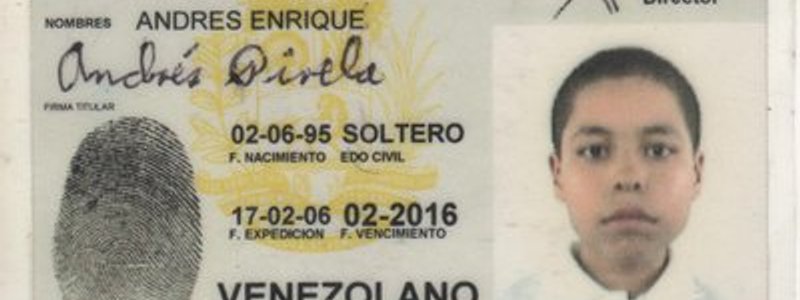 Director
NOMBRES ANDRES ENRIQUE
Andrés Pirela
FIRMA TITULAR
02-06-95 SOLTERO
F. NACIMIENTO EDO CIVIL
17-02-06 02-2016
F. EXPEDICION F. VENCIMIENTO
VENEZOLANO